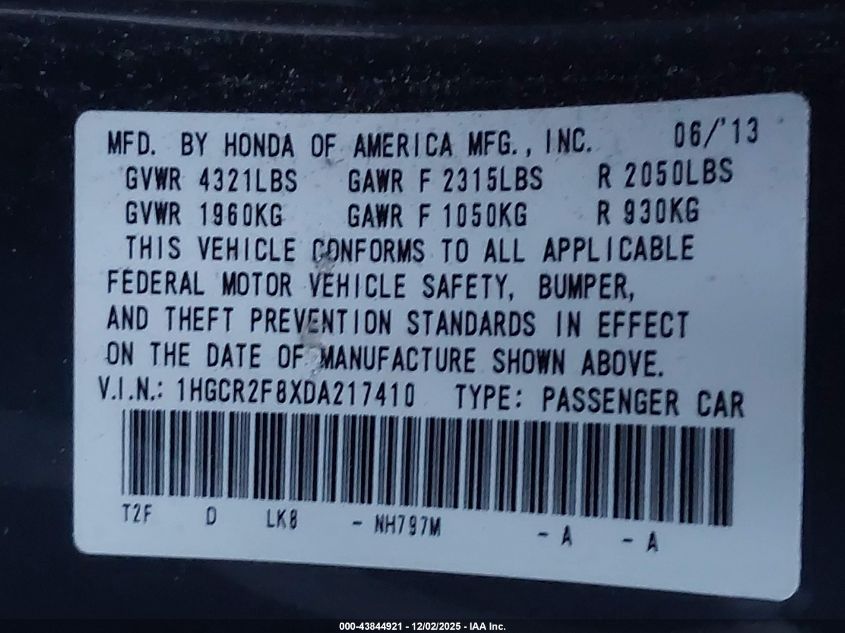 MFD. BY HONDA OF AMERICA MFG., INC. 06/'13
GVWR 4321LBS GAWR F 2315LBS R 2050LBS
GVWR 1960KG GAWR F 1050KG R 930KG
THIS VEHICLE CONFORMS TO ALL APPLICABLE
FEDERAL MOTOR VEHICLE SAFETY, BUMPER,
AND THEFT PREVENTION STANDARDS IN EFFECT
ON THE DATE OF MANUFACTURE SHOWN ABOVE.
V.I.N.: 1HGCR2F8XDA217410 TYPE: PASSENGER CAR
T2F D LK8 - NH797M - A - A
000-43844921 - 12/02/2025 - IAA Inc.